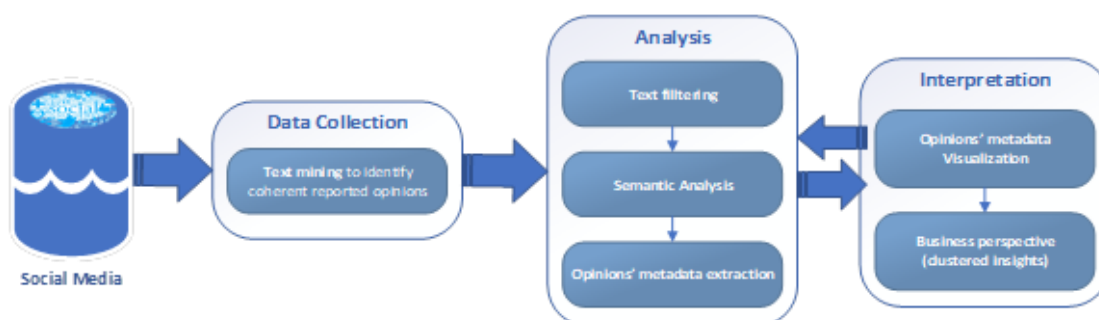 social
Social Media
Data Collection
Text mining to identify
coherent reported opinions
Analysis
Text filtering
Semantic Analysis
Opinions' metadata extraction
Interpretation
Opinions' metadata
Visualization
Business perspective
(clustered insights)